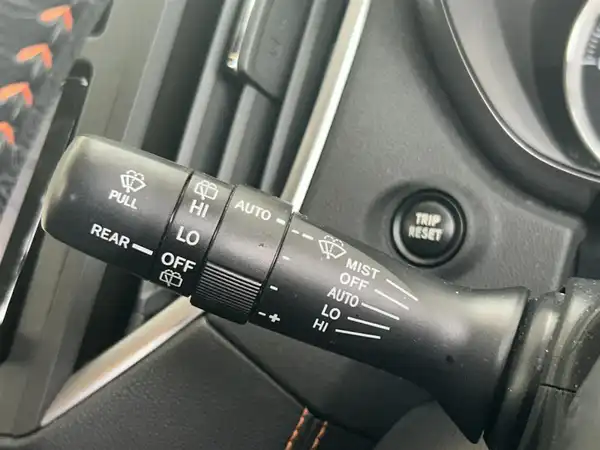 PULL
REAR
HI
LO
OFF
AUTO
- +
MIST
OFF
AUTO
LO
HI
TRIP
RESET